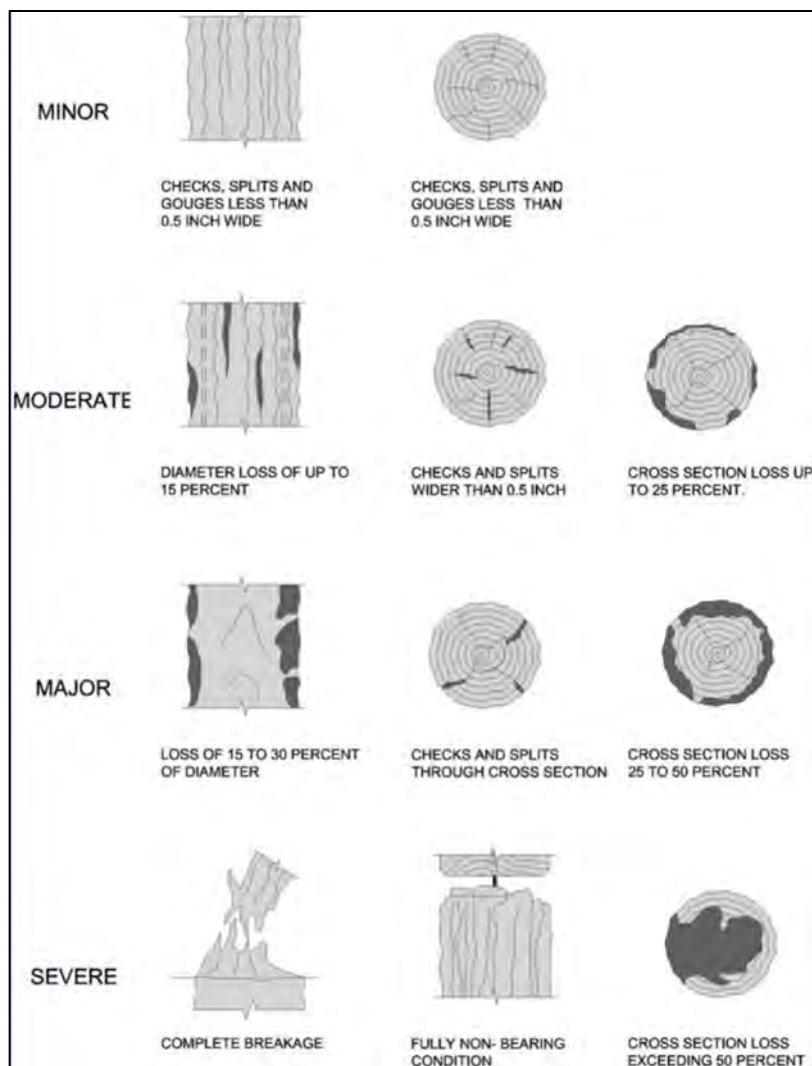 MINOR
CHECKS, SPLITS AND
GOUGES LESS THAN
0.5 INCH WIDE
CHECKS, SPLITS AND
GOUGES LESS THAN
0.5 INCH WIDE
MODERATE
DIAMETER LOSS OF UP TO
15 PERCENT
CHECKS AND SPLITS
WIDER THAN 0.5 INCH
CROSS SECTION LOSS UP
TO 25 PERCENT.
MAJOR
LOSS OF 15 TO 30 PERCENT
OF DIAMETER
CHECKS AND SPLITS
THROUGH CROSS SECTION
CROSS SECTION LOSS
25 TO 50 PERCENT
SEVERE
COMPLETE BREAKAGE
FULLY NON- BEARING
CONDITION
CROSS SECTION LOSS
EXCEEDING 50 PERCENT